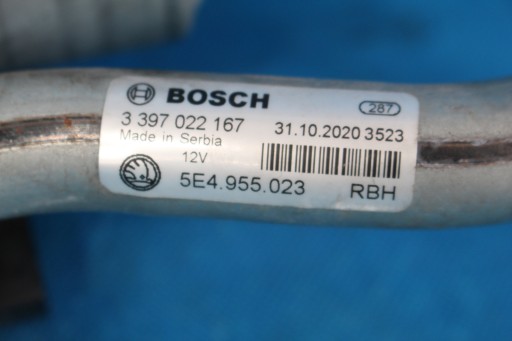 BOSCH 287
3 397 022 167 31.10.2020 3523
Made in Serbia
12V
5E4.955.023 RBH